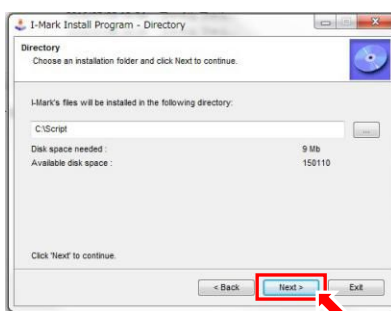 I-Mark Install Program - Directory
Directory
Choose an installation folder and click Next to continue.
I-Mark's files will be installed in the following directory:
C:\Script
...
Disk space needed : 9 Mb
Available disk space : 150110
Click 'Next' to continue.
< Back Next > Exit